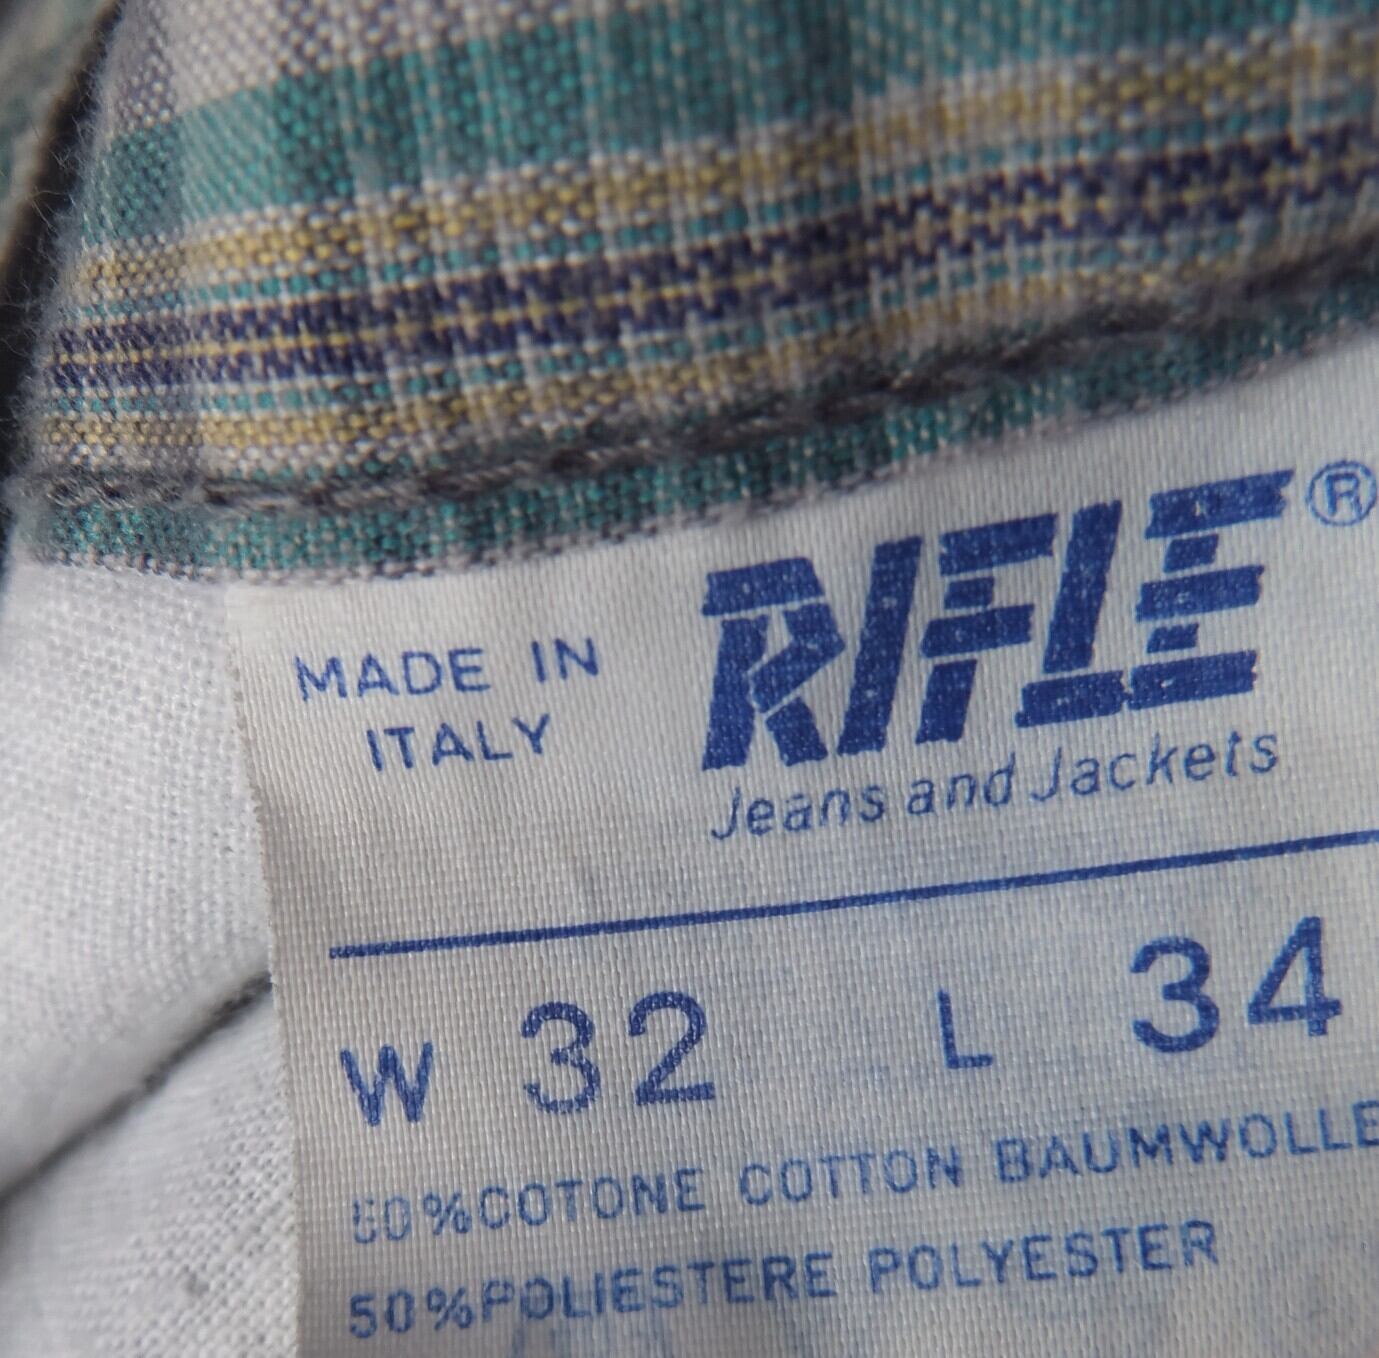 MADE IN
ITALY
RIFLE®
Jeans and Jackets
W 32 L 34
50% COTONE COTTON BAUMWOLLE
50% POLIESTERE POLYESTER